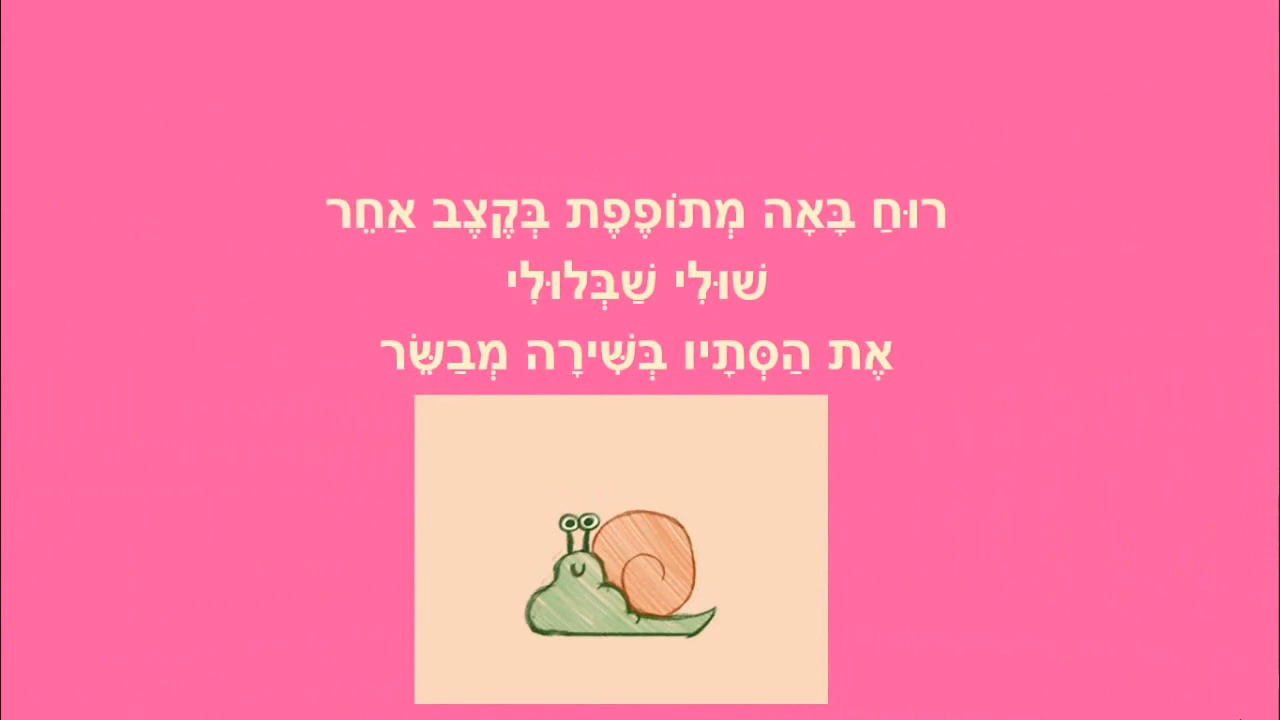 רוּחַ בָּאָה מְתוֹפֶפֶת בְּקֶצֶב אַחֵר
שׁוּלִי שַׁבְּלוּלִי
אֶת הַסְּתָיו בְּשִׁירָה מְבַשֵּׂר